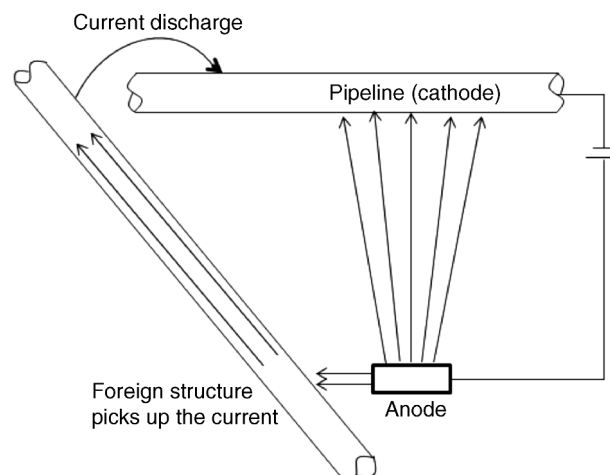 Current discharge
Pipeline (cathode)
Foreign structure
picks up the current
Anode